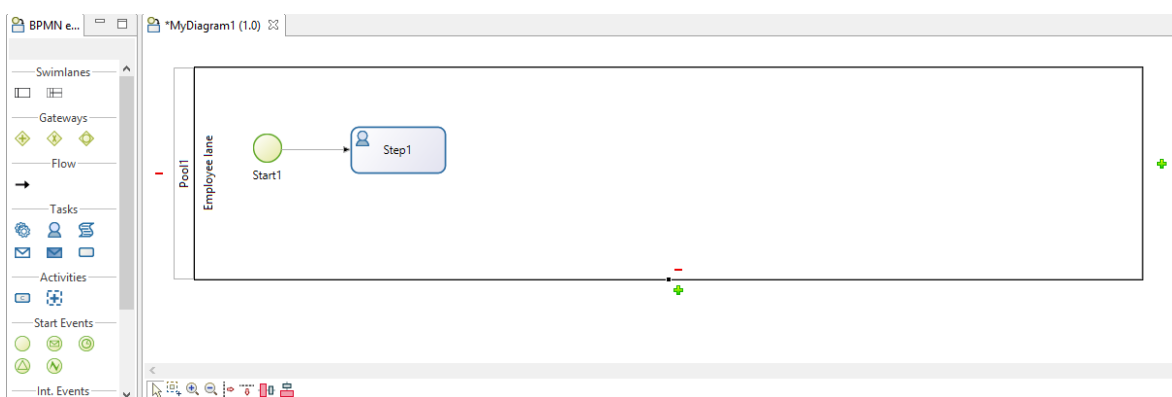 BPMN e...
*MyDiagram1 (1.0)
Swimlanes
Gateways
Flow
Tasks
Activities
Start Events
Int. Events
Pool1
Employee lane
Start1
Step1